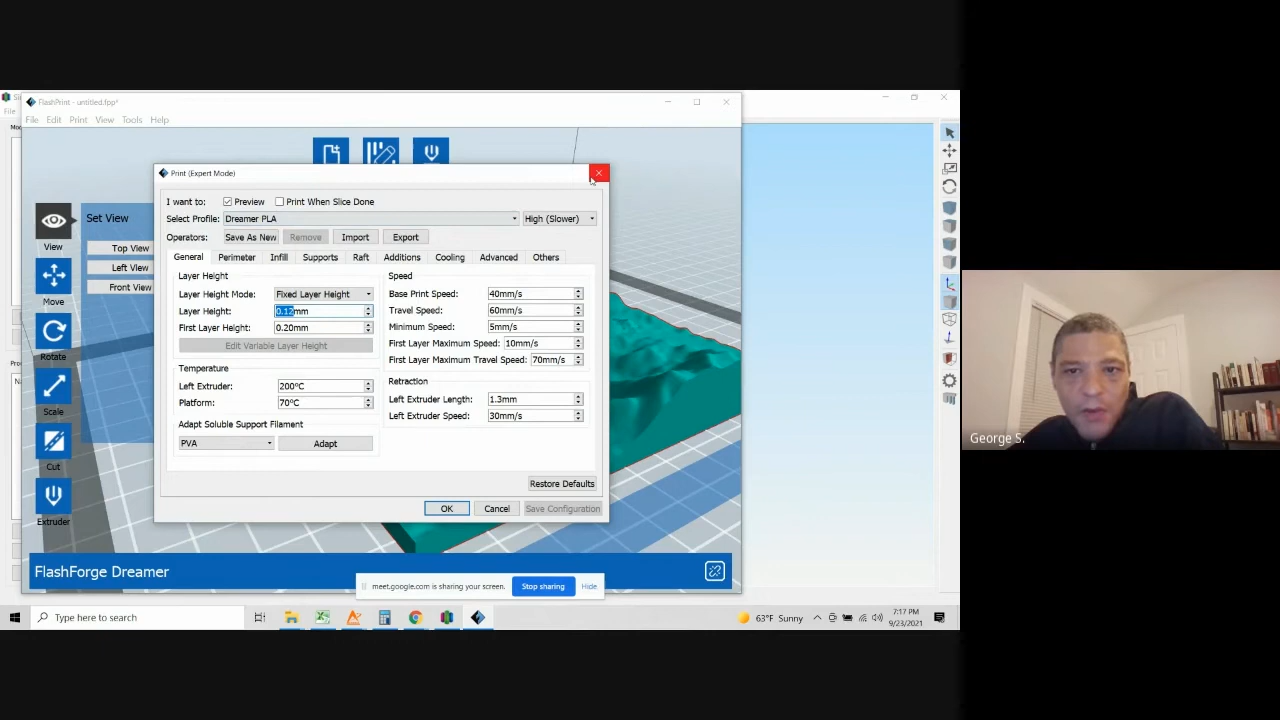 FlashPrint - untitled.fpp*
File Edit Print View Tools Help
Print (Expert Mode)
I want to: Preview Print When Slice Done
Select Profile: Dreamer PLA High (Slower)
Operators: Save As New Remove Import Export
General Perimeter Infill Supports Raft Additions Cooling Advanced Others
Layer Height
Layer Height Mode: Fixed Layer Height
Layer Height: 0.12mm
First Layer Height: 0.20mm
Edit Variable Layer Height
Temperature
Left Extruder: 200°C
Platform: 70°C
Adapt Soluble Support Filament
PVA Adapt
Speed
Base Print Speed: 40mm/s
Travel Speed: 60mm/s
Minimum Speed: 5mm/s
First Layer Maximum Speed: 10mm/s
First Layer Maximum Travel Speed: 70mm/s
Retraction
Left Extruder Length: 1.3mm
Left Extruder Speed: 30mm/s
Restore Defaults
OK Cancel Save Configuration
Set View
Top View
Left View
Front View
View
Move
Rotate
Scale
Cut
Extruder
FlashForge Dreamer
meet.google.com is sharing your screen. Stop sharing Hide
Type here to search
63°F Sunny
7:17 PM
9/23/2021
George S.